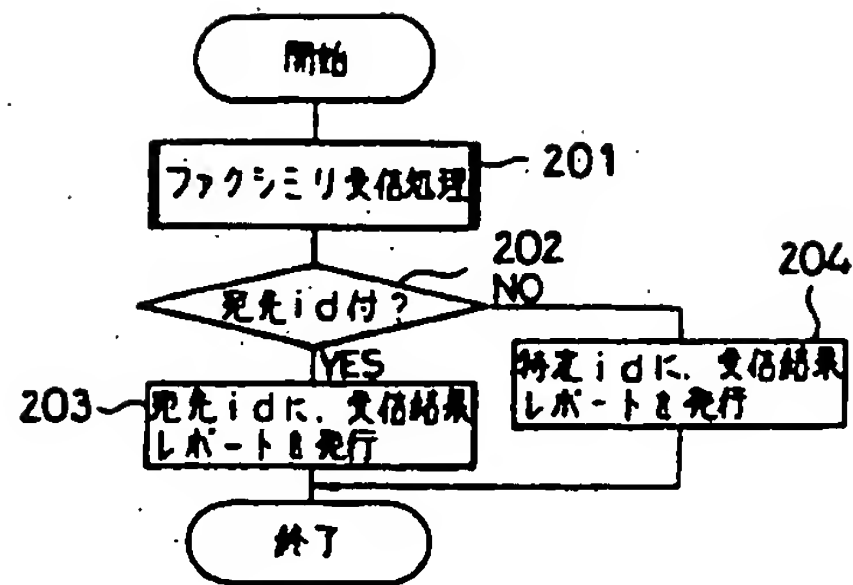 開始
ファクシミリ受信処理
201
202
宛先id付?
NO
204
YES
203
宛先idに、受信結果
レポートを発行
特定idに、受信結果
レポートを発行
終了